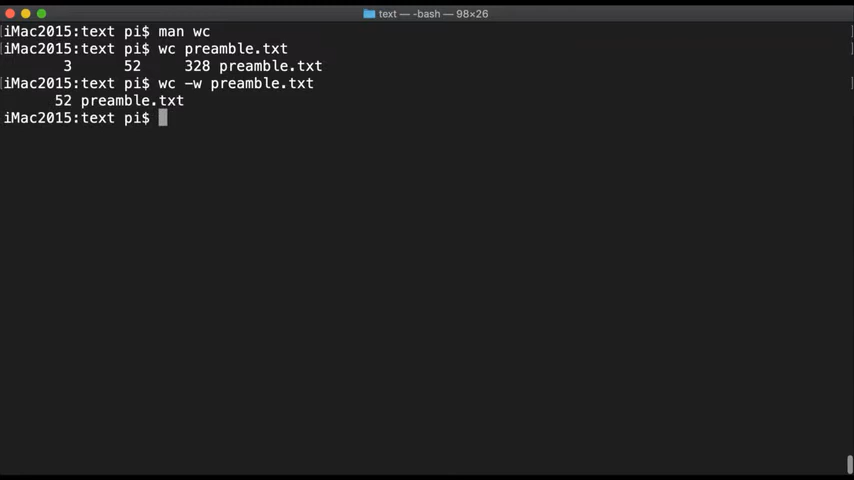 text — -bash — 98×26
iMac2015:text pi$ man wc
iMac2015:text pi$ wc preamble.txt
3 52 328 preamble.txt
iMac2015:text pi$ wc -w preamble.txt
52 preamble.txt
iMac2015:text pi$